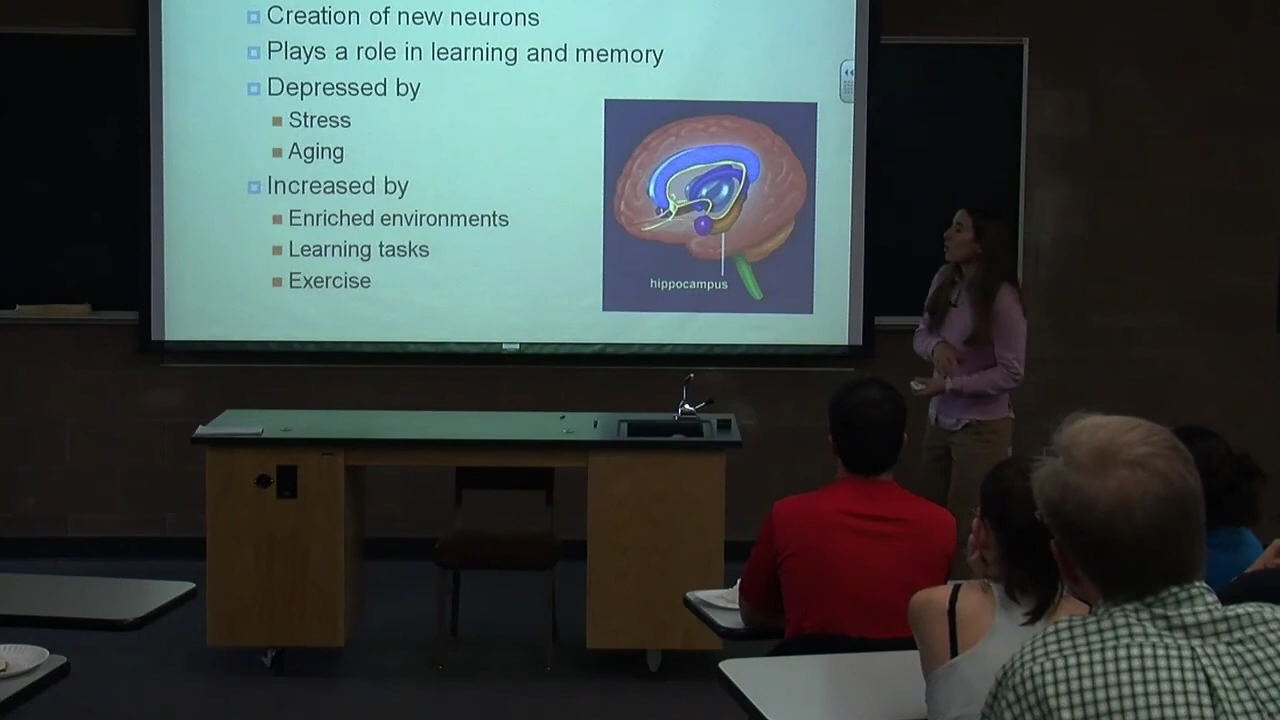 Creation of new neurons
Plays a role in learning and memory
Depressed by
Stress
Aging
Increased by
Enriched environments
Learning tasks
Exercise
hippocampus